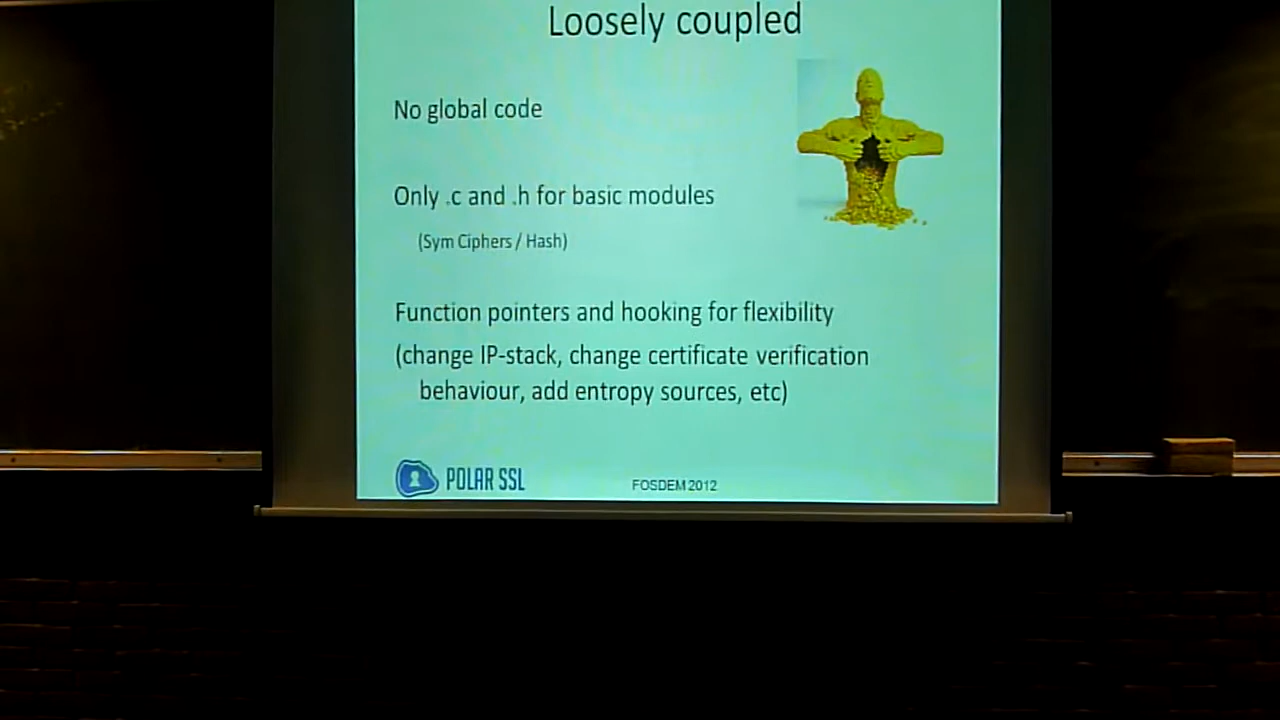 Loosely coupled
No global code
Only .c and .h for basic modules
(Sym Ciphers / Hash)
Function pointers and hooking for flexibility
(change IP-stack, change certificate verification
behaviour, add entropy sources, etc)
POLAR SSL
FOSDEM 2012